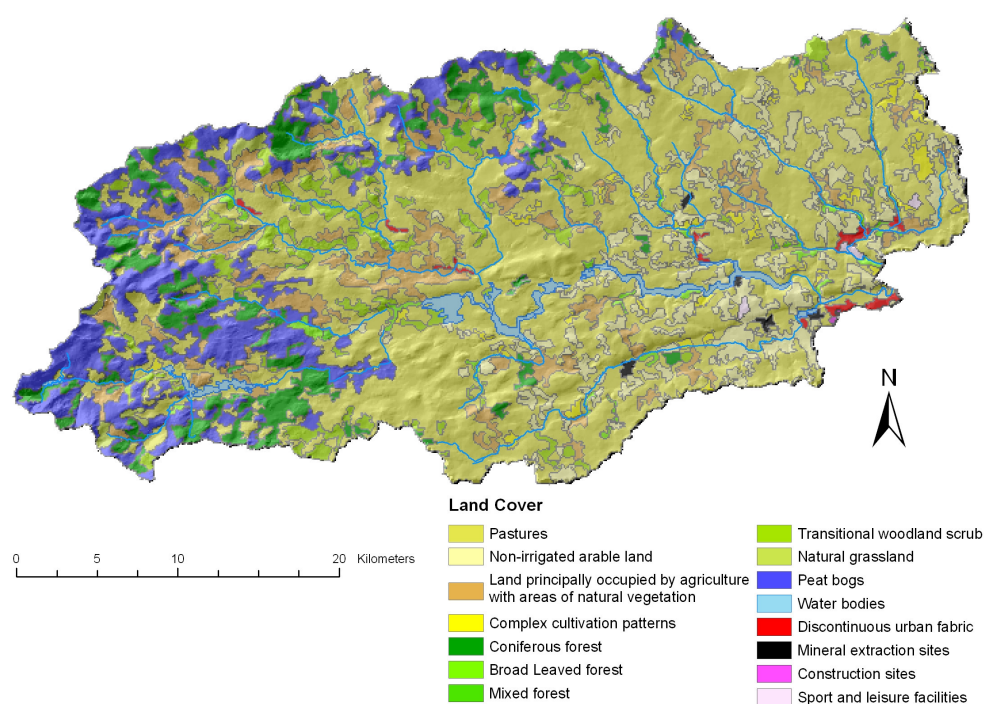 N
Land Cover
Pastures
Non-irrigated arable land
Land principally occupied by agriculture
with areas of natural vegetation
Complex cultivation patterns
Coniferous forest
Broad Leaved forest
Mixed forest
Transitional woodland scrub
Natural grassland
Peat bogs
Water bodies
Discontinuous urban fabric
Mineral extraction sites
Construction sites
Sport and leisure facilities
0 5 10 20 Kilometers